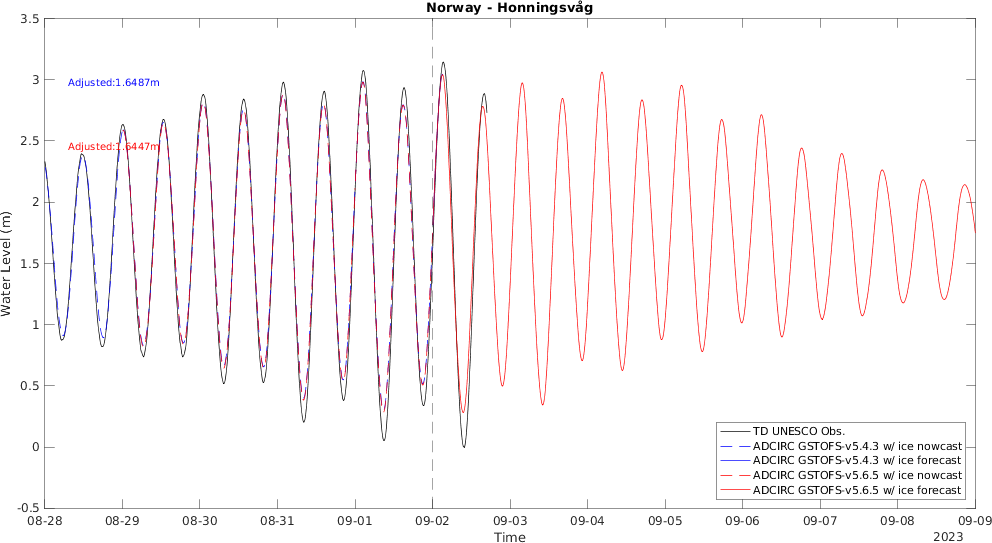 Norway - Honningsvåg
3.5
3
2.5
2
1.5
1
0.5
0
-0.5
Water Level (m)
Adjusted:1.6487m
Adjusted:1.6447m
TD UNESCO Obs.
ADCIRC GSTOFS-v5.4.3 w/ ice nowcast
ADCIRC GSTOFS-v5.4.3 w/ ice forecast
ADCIRC GSTOFS-v5.6.5 w/ ice nowcast
ADCIRC GSTOFS-v5.6.5 w/ ice forecast
08-28 08-29 08-30 08-31 09-01 09-02 09-03 09-04 09-05 09-06 09-07 09-08 09-09
Time
2023